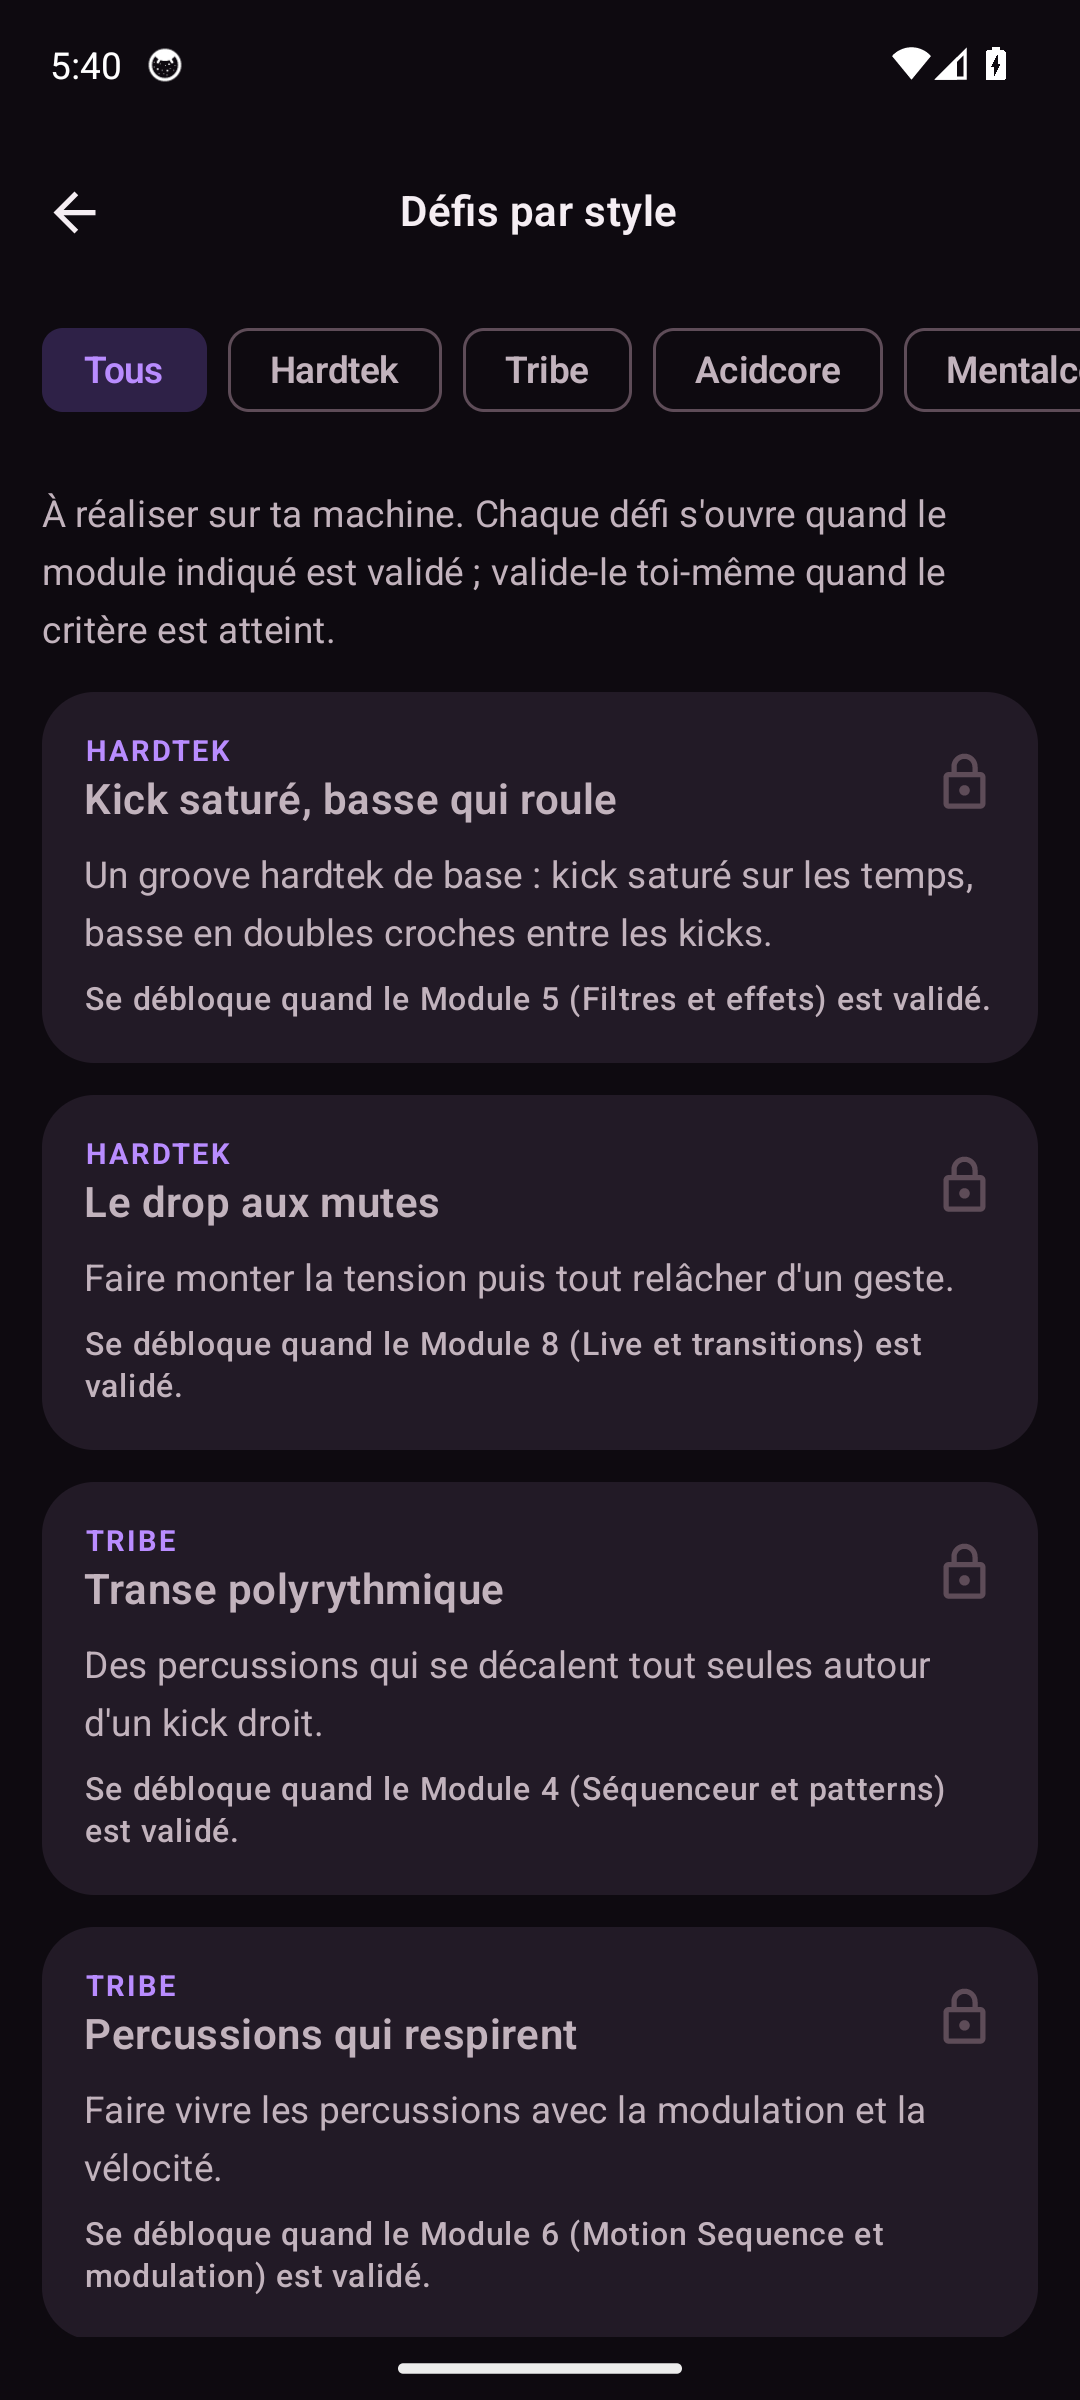 5:40
Défis par style
Tous
Hardtek
Tribe
Acidcore
Mentalc
À réaliser sur ta machine. Chaque défi s'ouvre quand le
module indiqué est validé ; valide-le toi-même quand le
critère est atteint.
HARDTEK
Kick saturé, basse qui roule
Un groove hardtek de base : kick saturé sur les temps,
basse en doubles croches entre les kicks.
Se débloque quand le Module 5 (Filtres et effets) est validé.
HARDTEK
Le drop aux mutes
Faire monter la tension puis tout relâcher d'un geste.
Se débloque quand le Module 8 (Live et transitions) est
validé.
TRIBE
Transe polyrythmique
Des percussions qui se décalent tout seules autour
d'un kick droit.
Se débloque quand le Module 4 (Séquenceur et patterns)
est validé.
TRIBE
Percussions qui respirent
Faire vivre les percussions avec la modulation et la
vélocité.
Se débloque quand le Module 6 (Motion Sequence et
modulation) est validé.